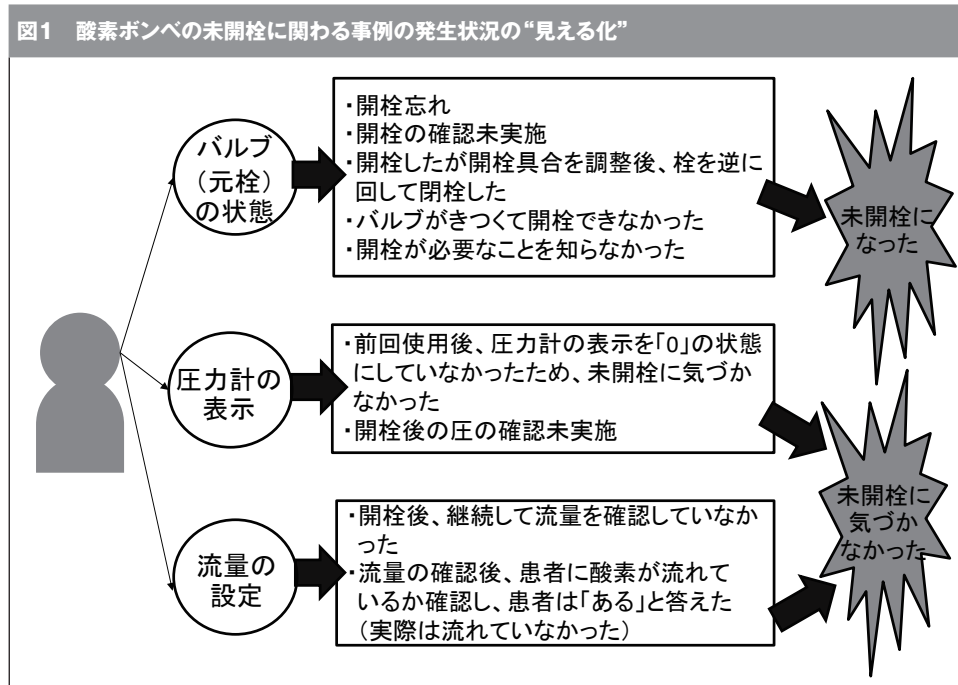 図1 酸素ボンベの未開栓に関わる事例の発生状況の“見える化”
バルブ
（元栓）
の状態
・開栓忘れ
・開栓の確認未実施
・開栓したが開栓具合を調整後、栓を逆に
回して閉栓した
・バルブがきつくて開栓できなかった
・開栓が必要なことを知らなかった
未開栓に
なった
圧力計の
表示
・前回使用後、圧力計の表示を「0」の状態
にしていなかったため、未開栓に気づか
なかった
・開栓後の圧の確認未実施
流量の
設定
・開栓後、継続して流量を確認していなか
った
・流量の確認後、患者に酸素が流れて
いるか確認し、患者は「ある」と答えた
（実際は流れていなかった）
未開栓に
気づか
なかった